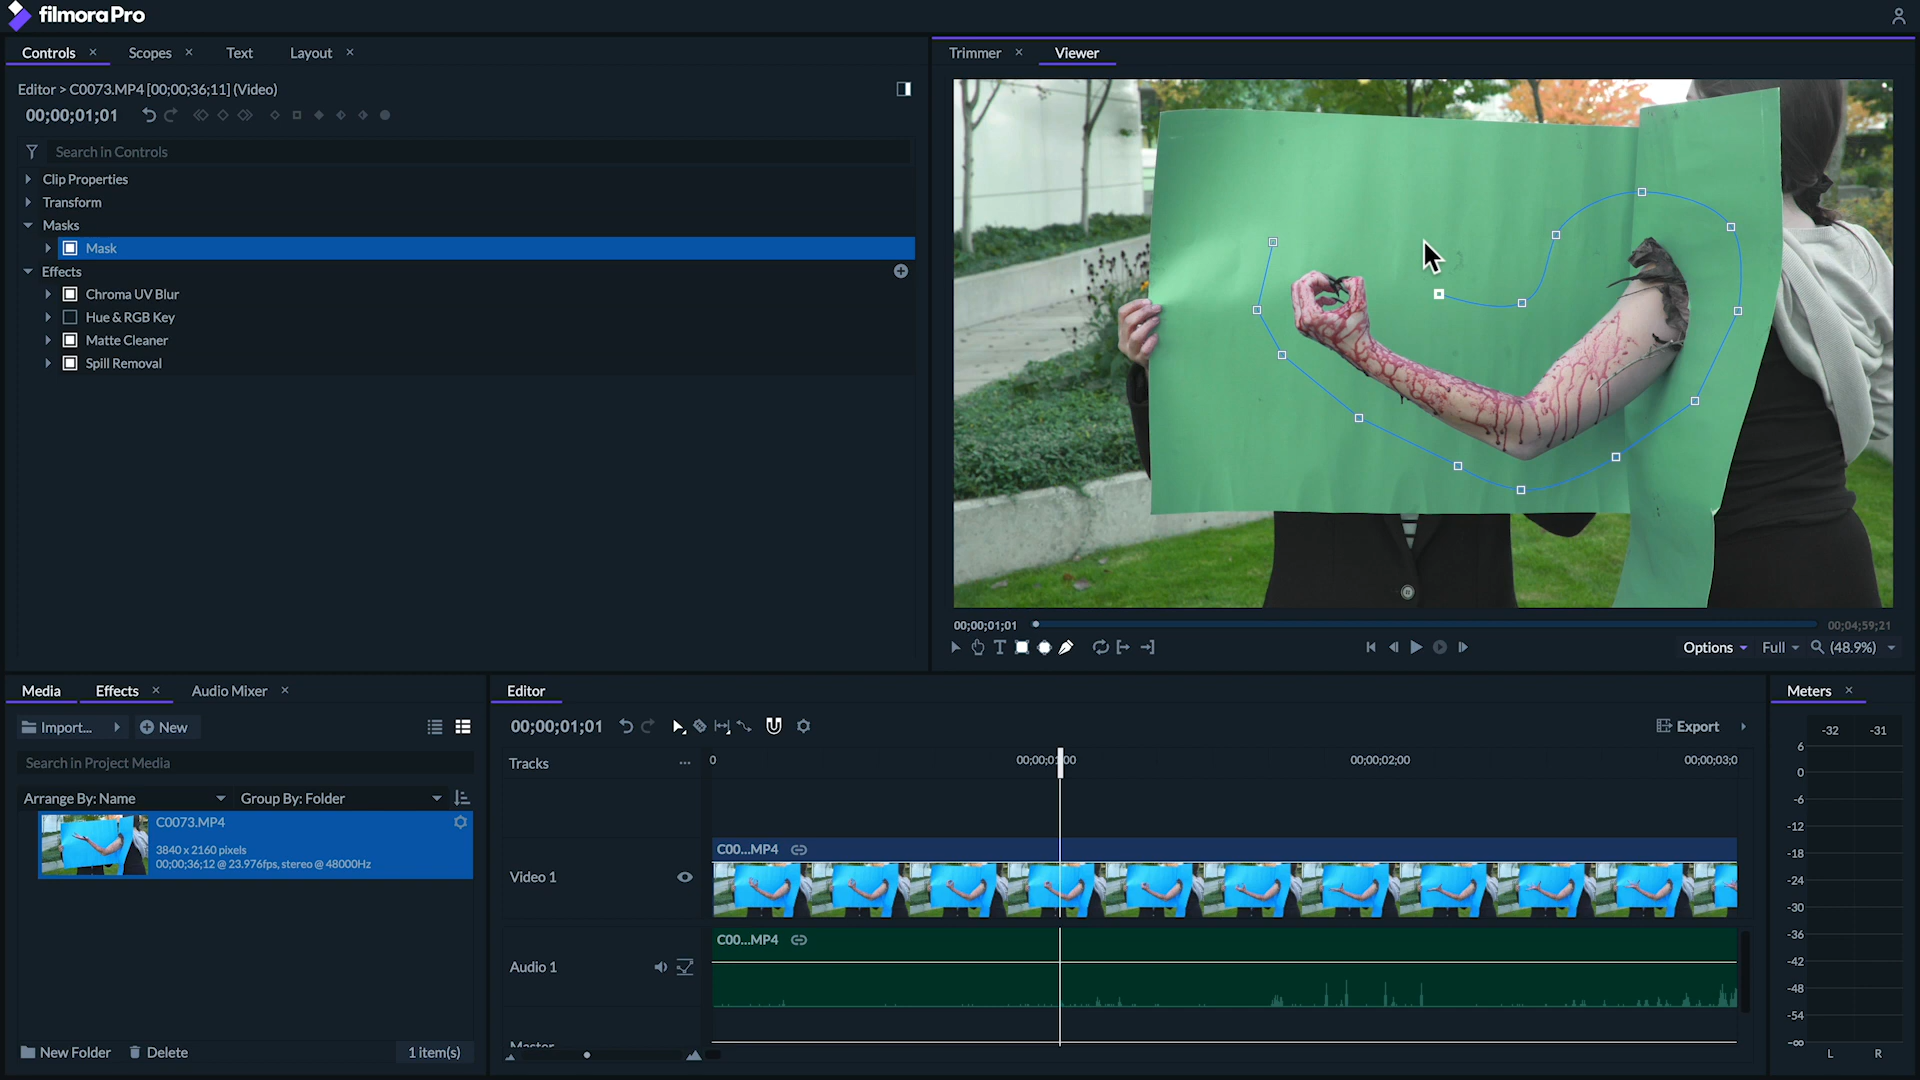 filmoraPro
Controls
Scopes
Text
Layout
Trimmer
Viewer
Editor > C0073.MP4 [00;00;36;11] (Video)
00;00;01;01
Search in Controls
Clip Properties
Transform
Masks
Mask
Effects
Chroma UV Blur
Hue & RGB Key
Matte Cleaner
Spill Removal
00;00;01;01
00;04;59;21
Options
Full
(48.9%)
Media
Effects
Audio Mixer
Import...
New
Search in Project Media
Arrange By: Name
Group By: Folder
C0073.MP4
3840 x 2160 pixels
00;00;36;12 @ 23.976fps, stereo @ 48000Hz
New Folder
Delete
1 item(s)
Editor
00;00;01;01
Export
Tracks
0
00;00;01;00
00;00;02;00
00;00;03;0
C00...MP4
Video 1
C00...MP4
Audio 1
Master
Meters
-32
-31
6
0
-6
-12
-18
-24
-30
-36
-42
-48
-54
-∞
L
R